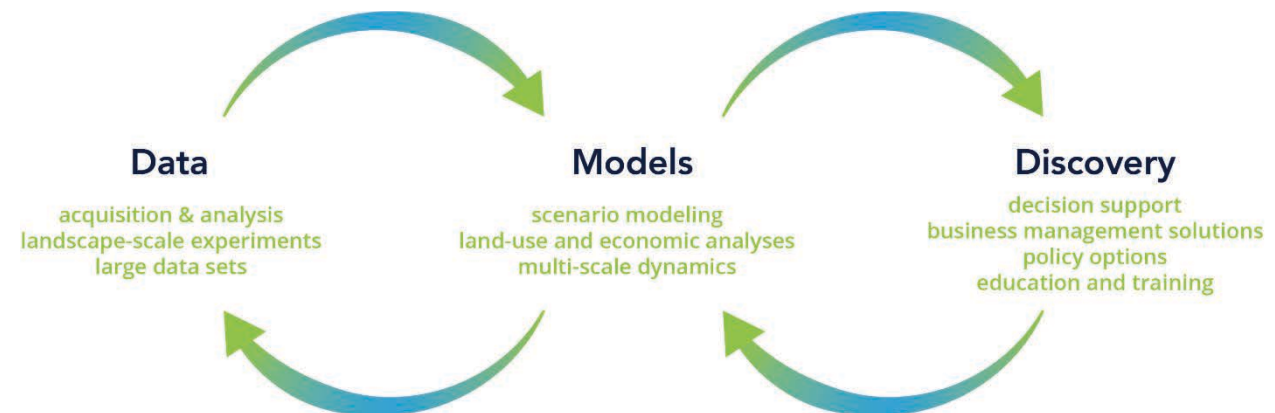 Data
acquisition & analysis
landscape-scale experiments
large data sets
Models
scenario modeling
land-use and economic analyses
multi-scale dynamics
Discovery
decision support
business management solutions
policy options
education and training